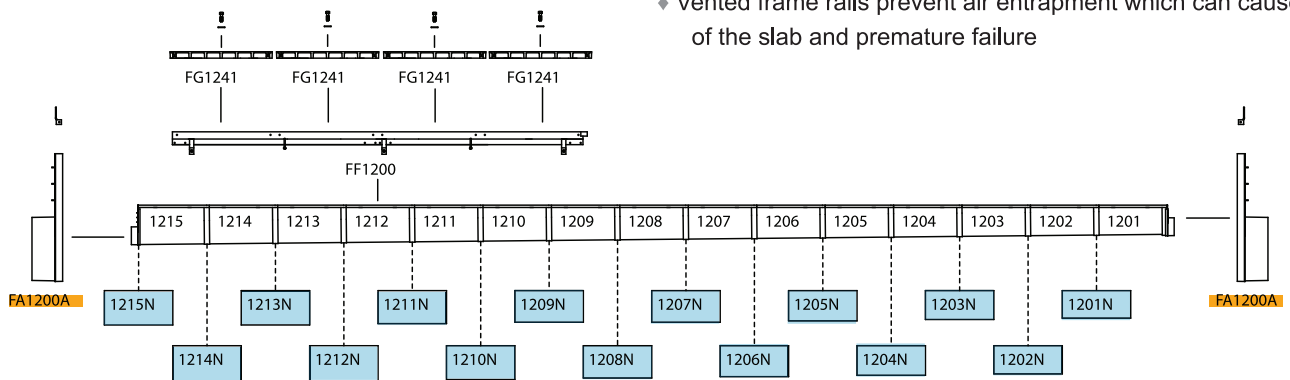 ♦ Vented frame rails prevent air entrapment which can cause
of the slab and premature failure
FG1241 FG1241 FG1241 FG1241
FF1200
1215 1214 1213 1212 1211 1210 1209 1208 1207 1206 1205 1204 1203 1202 1201
FA1200A FA1200A
1215N 1213N 1211N 1209N 1207N 1205N 1203N 1201N
1214N 1212N 1210N 1208N 1206N 1204N 1202N